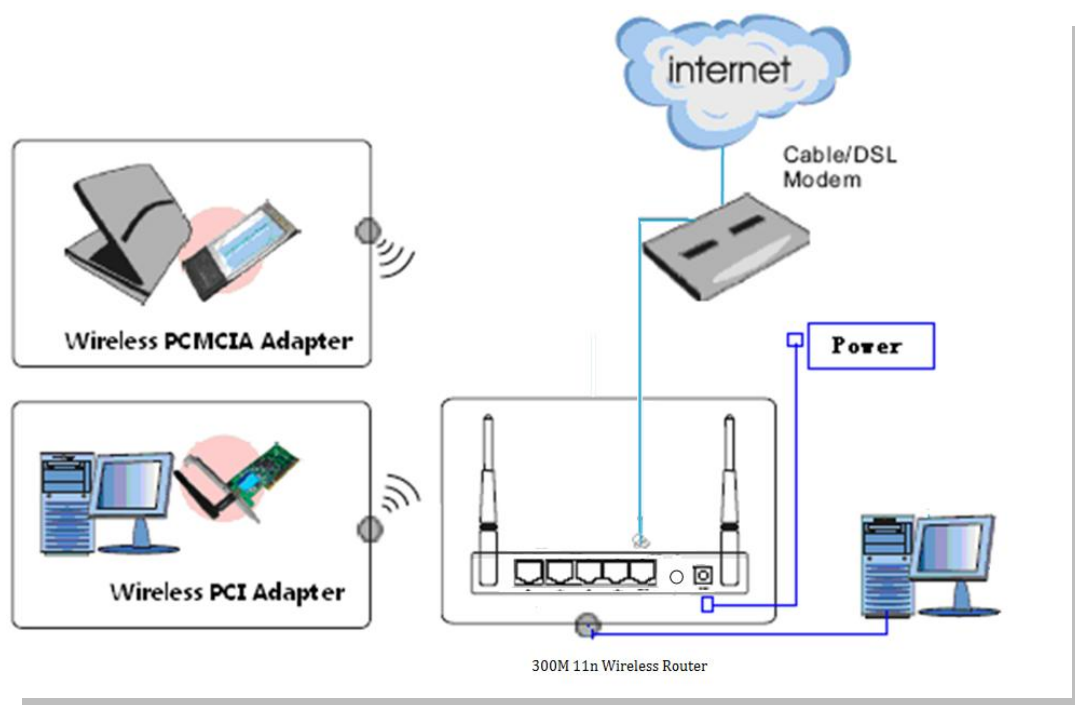 internet
Cable/DSL
Modem
Wireless PCMCIA Adapter
Power
Wireless PCI Adapter
300M 11n Wireless Router